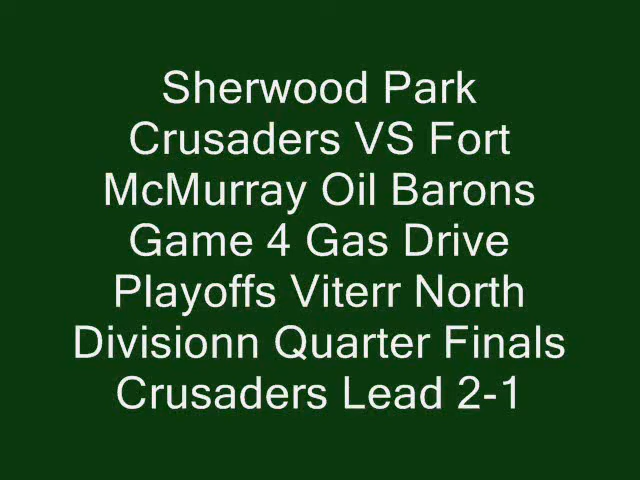 Sherwood Park
Crusaders VS Fort
McMurray Oil Barons
Game 4 Gas Drive
Playoffs Viterr North
Divisionn Quarter Finals
Crusaders Lead 2-1